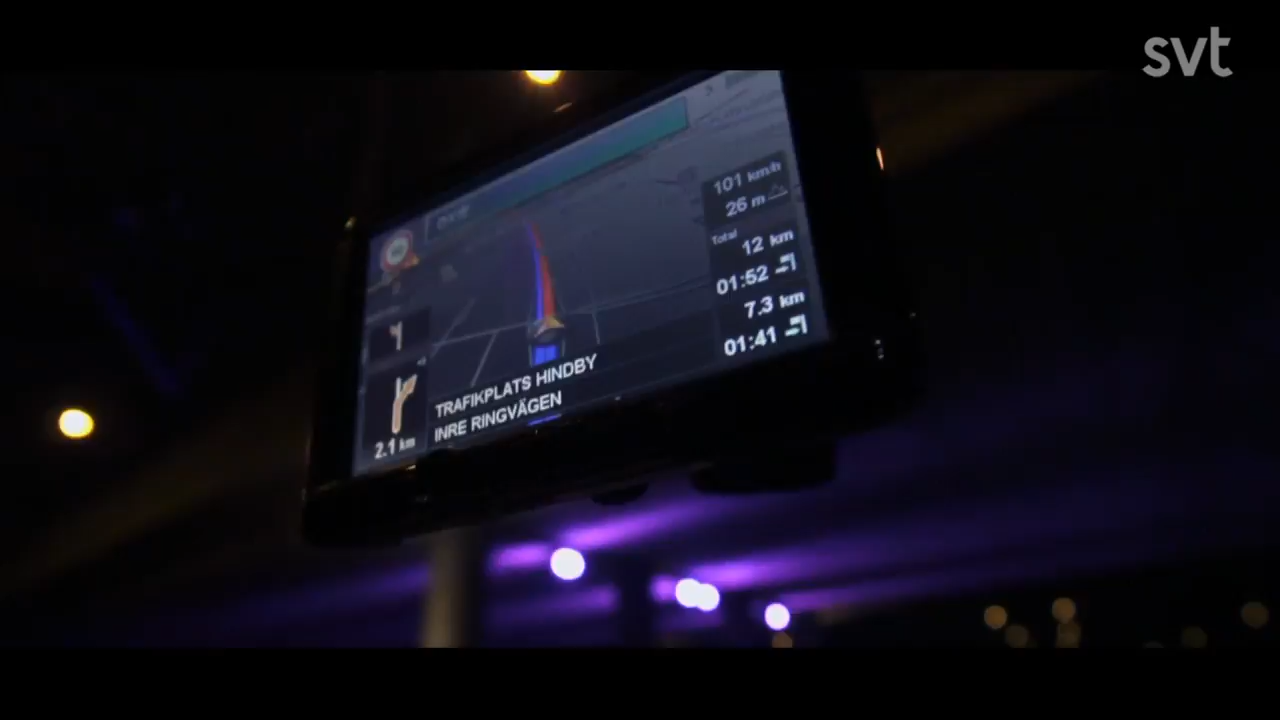 svt
101 km/h
26 m
Total
12 km
01:52
7.3 km
01:41
TRAFIKPLATS HINDBY
INRE RINGVÄGEN
2.1 km